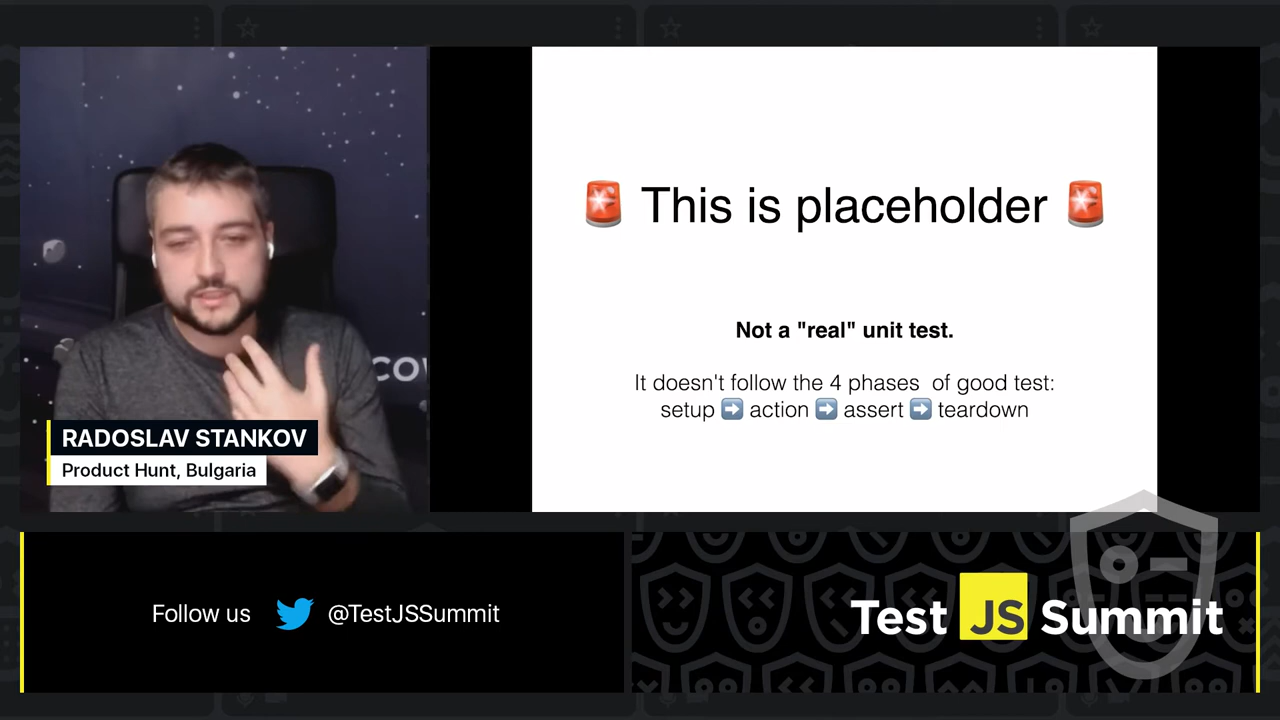 🚨 This is placeholder 🚨
Not a "real" unit test.
It doesn't follow the 4 phases of good test:
setup ➡️ action ➡️ assert ➡️ teardown
RADOSLAV STANKOV
Product Hunt, Bulgaria
Follow us @TestJSSummit
Test JS Summit